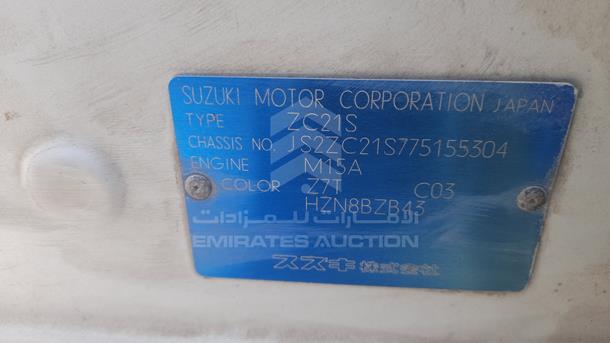 SUZUKI MOTOR CORPORATION JAPAN
TYPE ZC21S
CHASSIS NO. JS2ZC21S775155304
ENGINE M15A
COLOR Z7T C03
HZN8BZB43
الإمارات للمزادات
EMIRATES AUCTION
スズキ株式会社